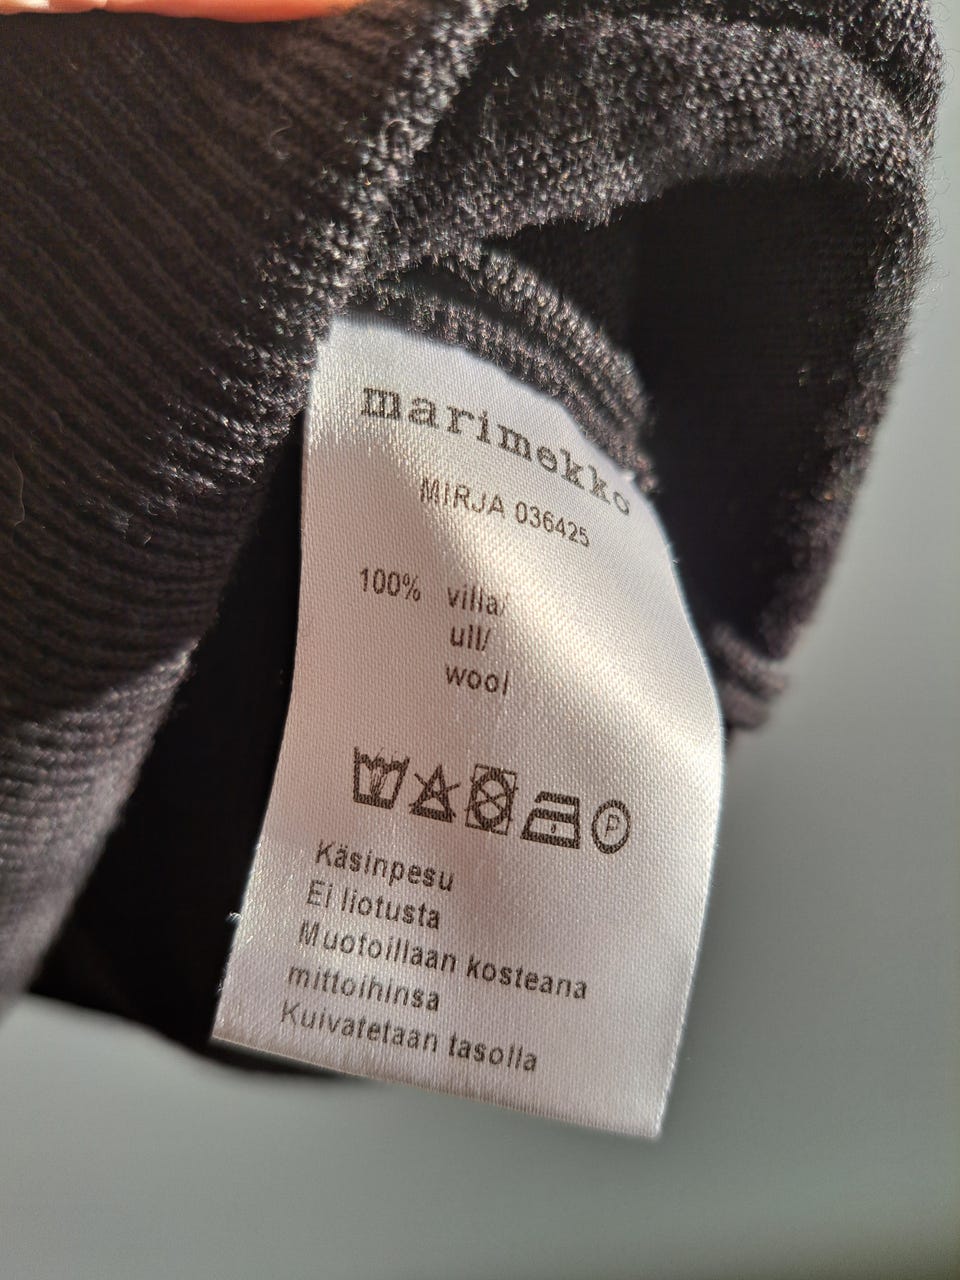 marimekko
MIRJA 036425
100% villa/
ull/
wool
P
Käsinpesu
Ei liotusta
Muotoillaan kosteana
mittoihinsa
Kuivatetaan tasolla